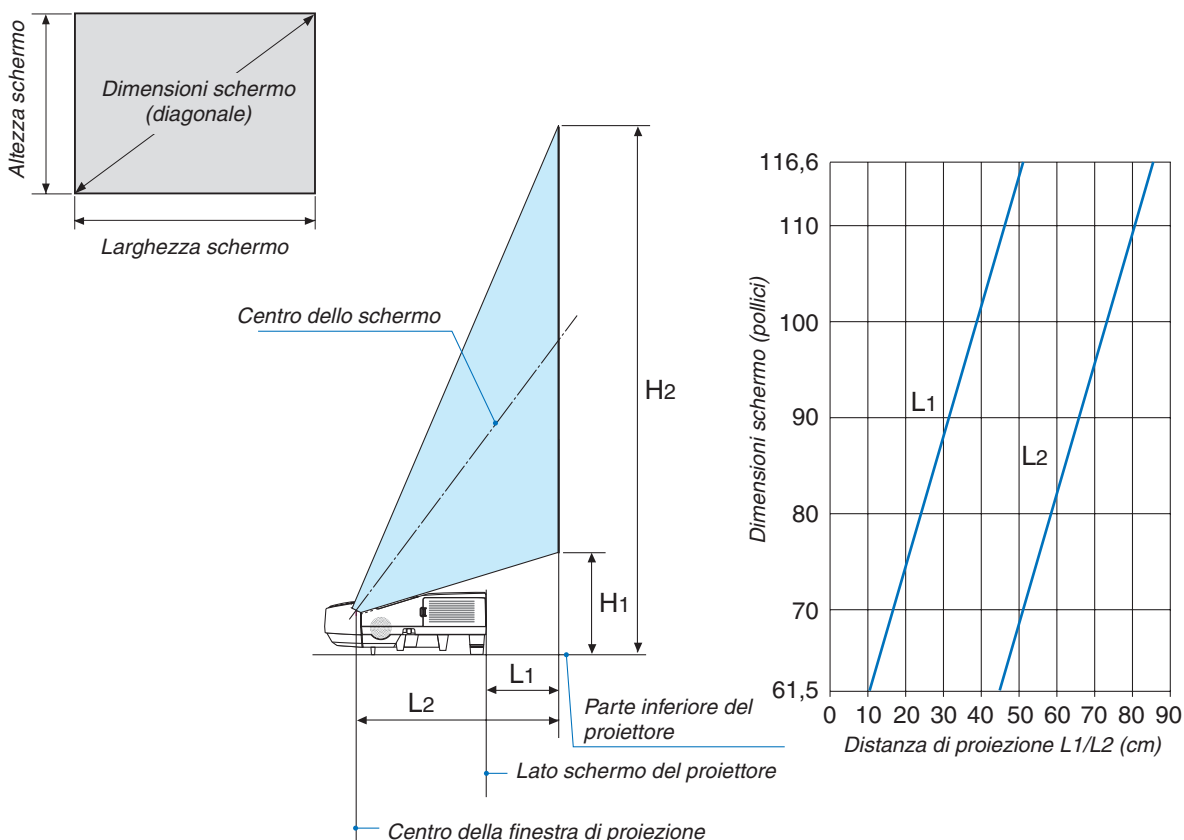 Altezza schermo
Dimensioni schermo
(diagonale)
Larghezza schermo
Centro dello schermo
H2
H1
L1
L2
Parte inferiore del
proiettore
Lato schermo del proiettore
Centro della finestra di proiezione
Dimensioni schermo (pollici)
116,6
110
100
90
80
70
61,5
L1
L2
0 10 20 30 40 50 60 70 80 90
Distanza di proiezione L1/L2 (cm)